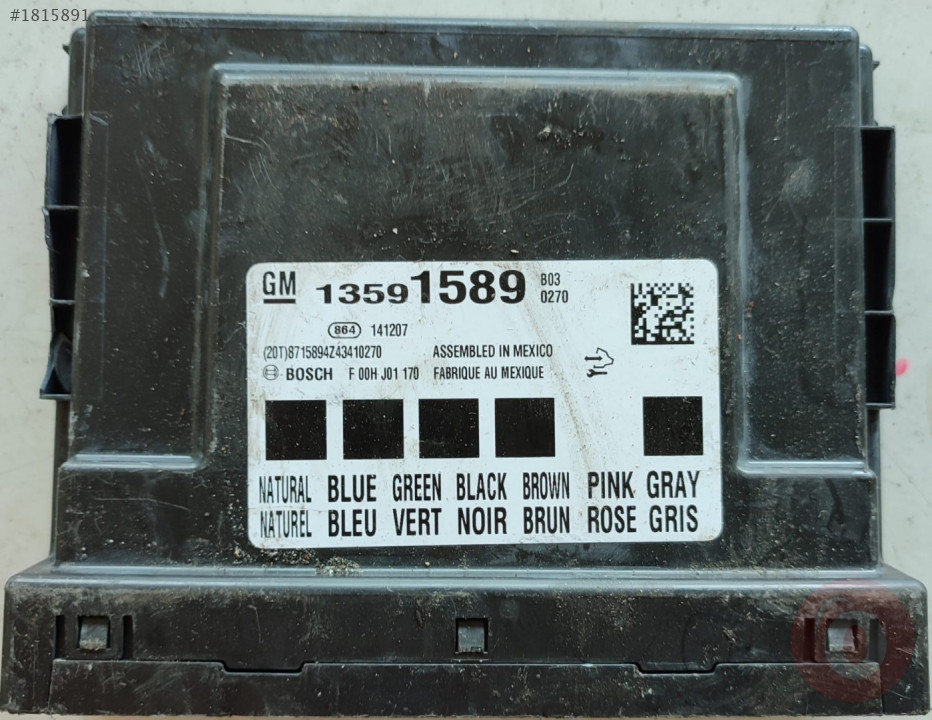 #1815891
GM 13591589 B03
0270
864 141207
(20T)8715894Z43410270 ASSEMBLED IN MEXICO
BOSCH F 00H J01 170 FABRIQUE AU MEXIQUE
NATURAL BLUE GREEN BLACK BROWN PINK GRAY
NATUREL BLEU VERT NOIR BRUN ROSE GRIS